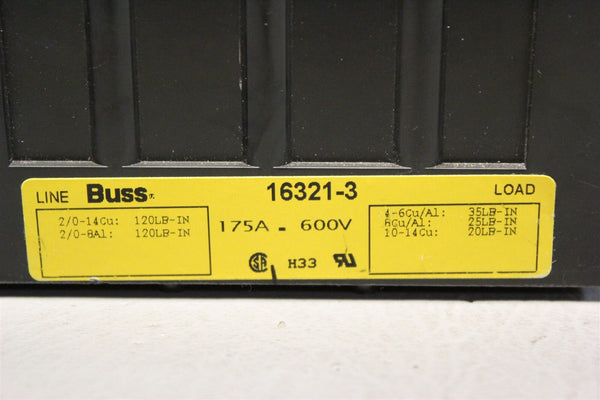 LINE Buss® 16321-3 LOAD
2/0-14Cu: 120LB-IN
2/0-8Al: 120LB-IN
175A - 600V
4-6Cu/Al: 35LB-IN
8Cu/Al: 25LB-IN
10-14Cu: 20LB-IN
H33